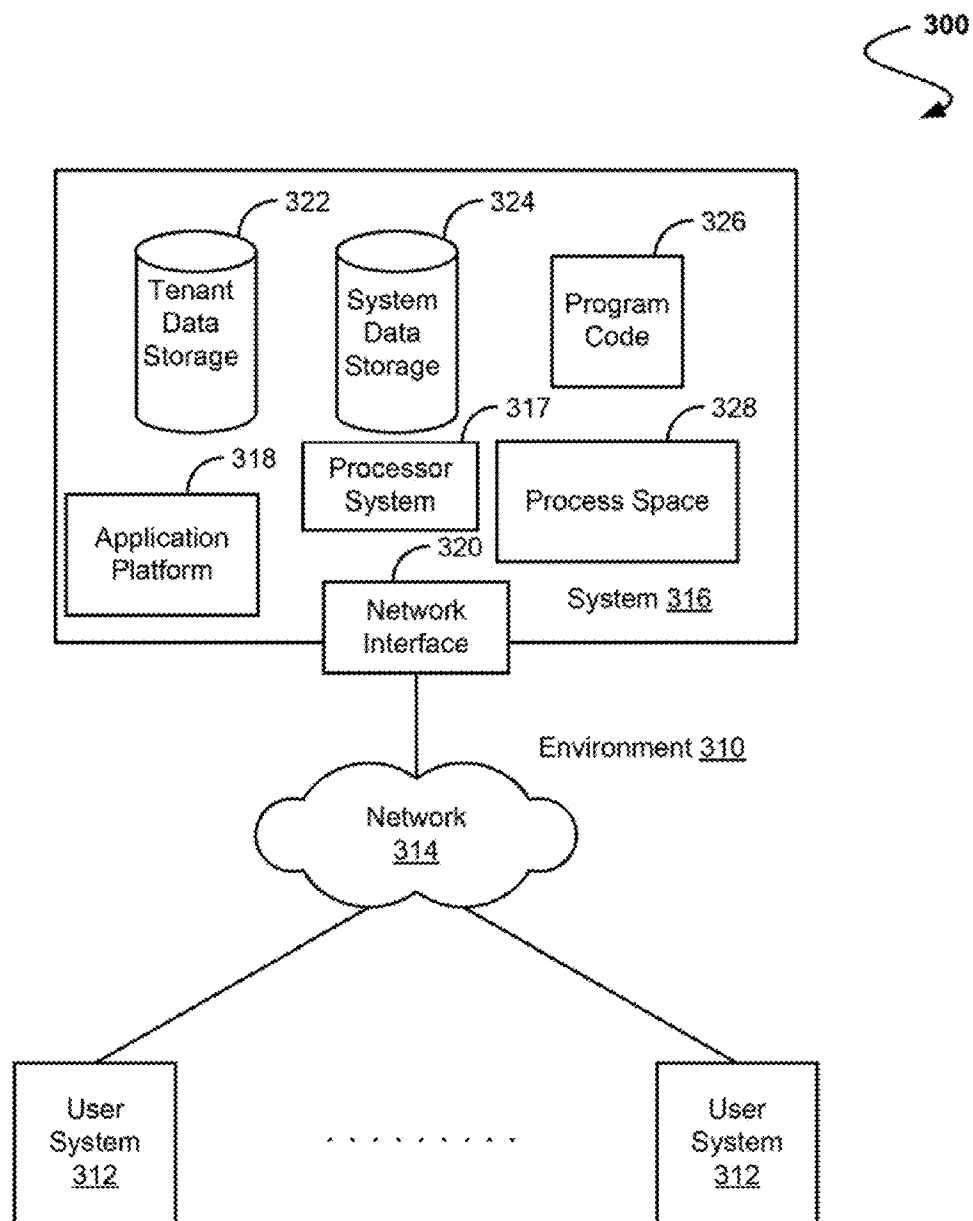 300
322
324
326
Tenant
Data
Storage
System
Data
Storage
Program
Code
317
328
318
Processor
System
Process Space
Application
Platform
320
System 316
Network
Interface
Environment 310
Network
314
User
System
312
User
System
312